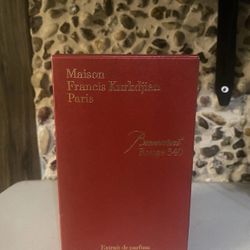 Maison
Francis Kurkdjian
Paris
Baccarat
Rouge 540
Extrait de parfum